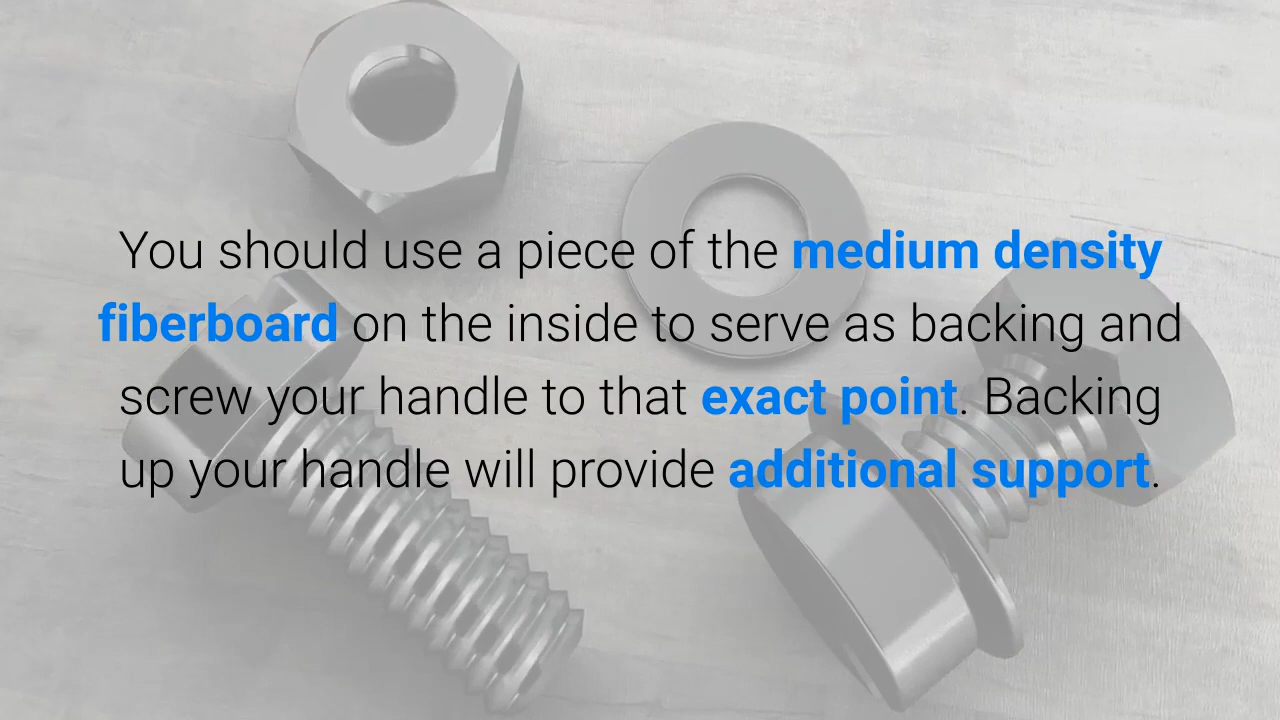 You should use a piece of the medium density
fiberboard on the inside to serve as backing and
screw your handle to that exact point. Backing
up your handle will provide additional support.